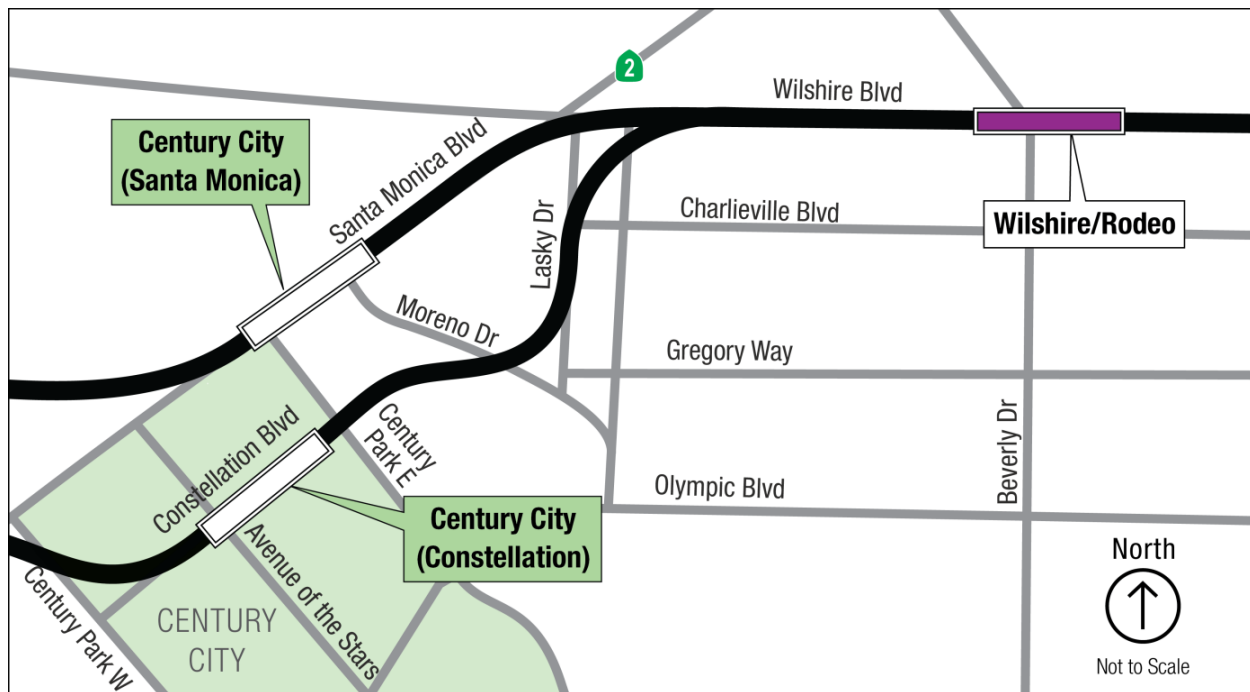 2
Wilshire Blvd
Century City
(Santa Monica)
Santa Monica Blvd
Lasky Dr
Charlieville Blvd
Wilshire/Rodeo
Moreno Dr
Gregory Way
Century
Park E
Constellation Blvd
Beverly Dr
Olympic Blvd
Century City
(Constellation)
Avenue of the Stars
Century Park W
CENTURY
CITY
North
Not to Scale